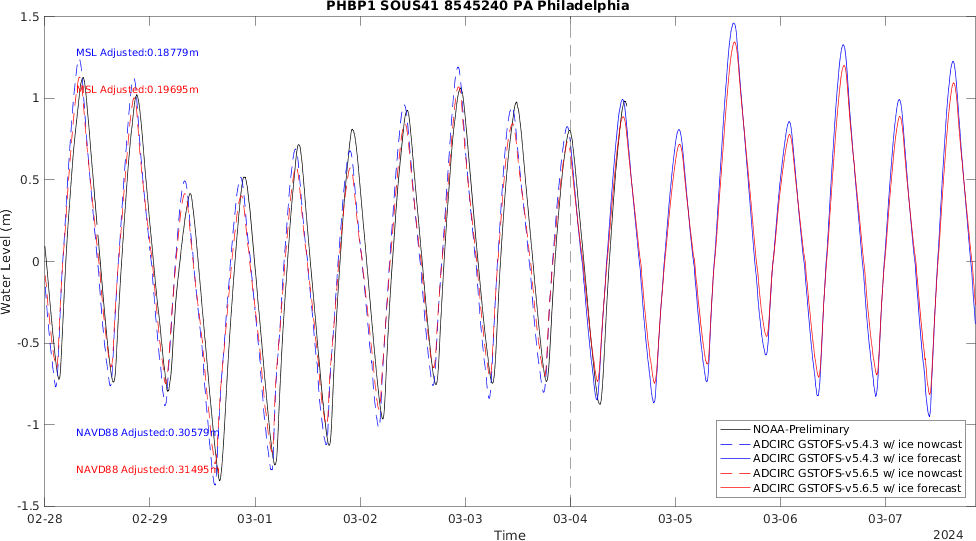 PHBP1 SOUS41 8545240 PA Philadelphia
1.5
MSL Adjusted:0.18779m
MSL Adjusted:0.19695m
1
0.5
0
Water Level (m)
-0.5
-1
NAVD88 Adjusted:0.30579m
NAVD88 Adjusted:0.31495m
-1.5
NOAA-Preliminary
ADCIRC GSTOFS-v5.4.3 w/ ice nowcast
ADCIRC GSTOFS-v5.4.3 w/ ice forecast
ADCIRC GSTOFS-v5.6.5 w/ ice nowcast
ADCIRC GSTOFS-v5.6.5 w/ ice forecast
02-28 02-29 03-01 03-02 03-03 03-04 03-05 03-06 03-07
Time
2024